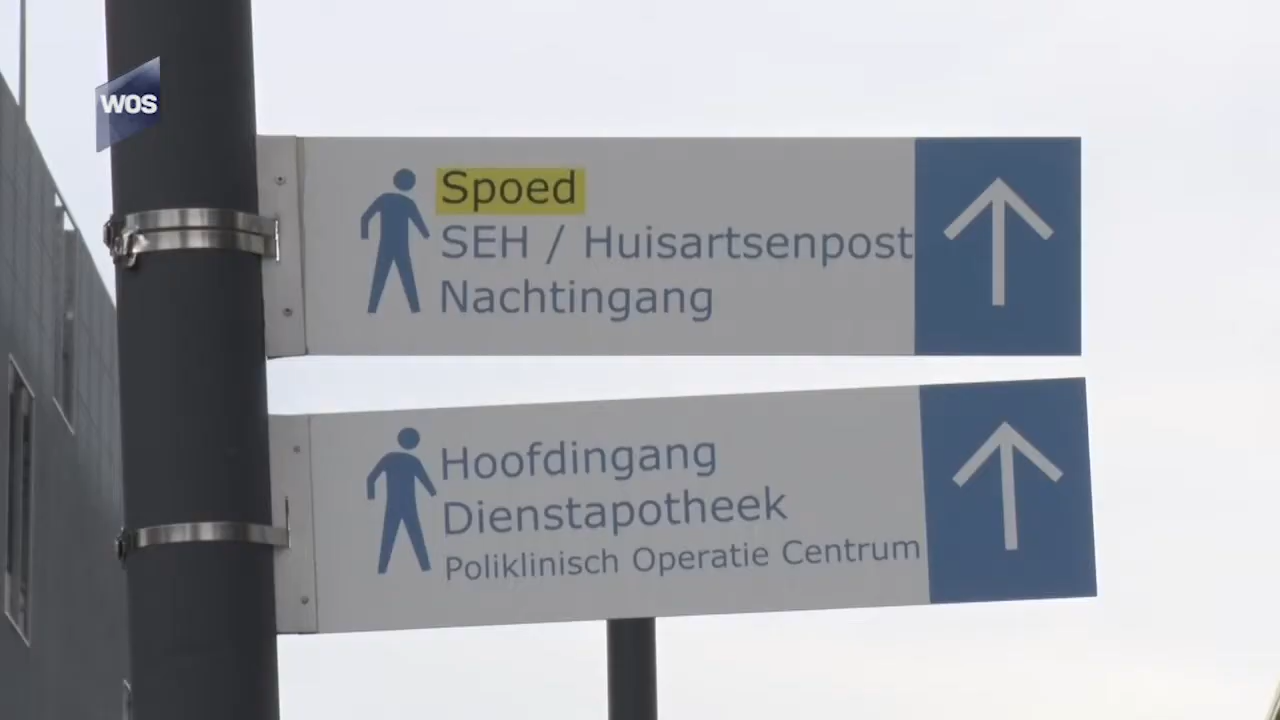 WOS
Spoed
SEH / Huisartsenpost
Nachtingang
Hoofdingang
Dienstapotheek
Poliklinisch Operatie Centrum